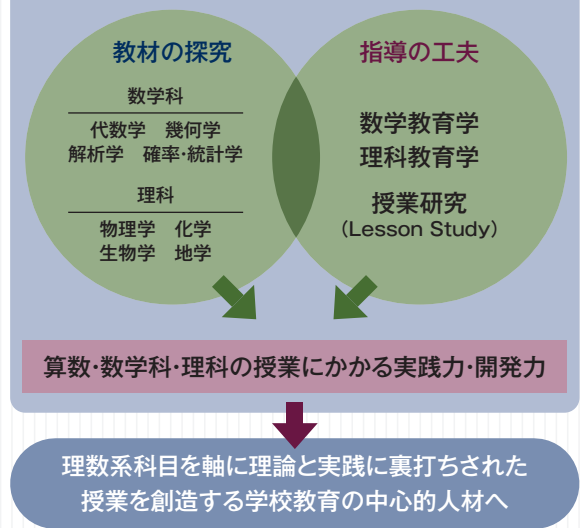 教材の探究
数学科
代数学　幾何学
解析学　確率･統計学
理科
物理学　化学
生物学　地学
指導の工夫
数学教育学
理科教育学
授業研究
（Lesson Study）
算数･数学科･理科の授業にかかる実践力･開発力
理数系科目を軸に理論と実践に裏打ちされた
授業を創造する学校教育の中心的人材へ